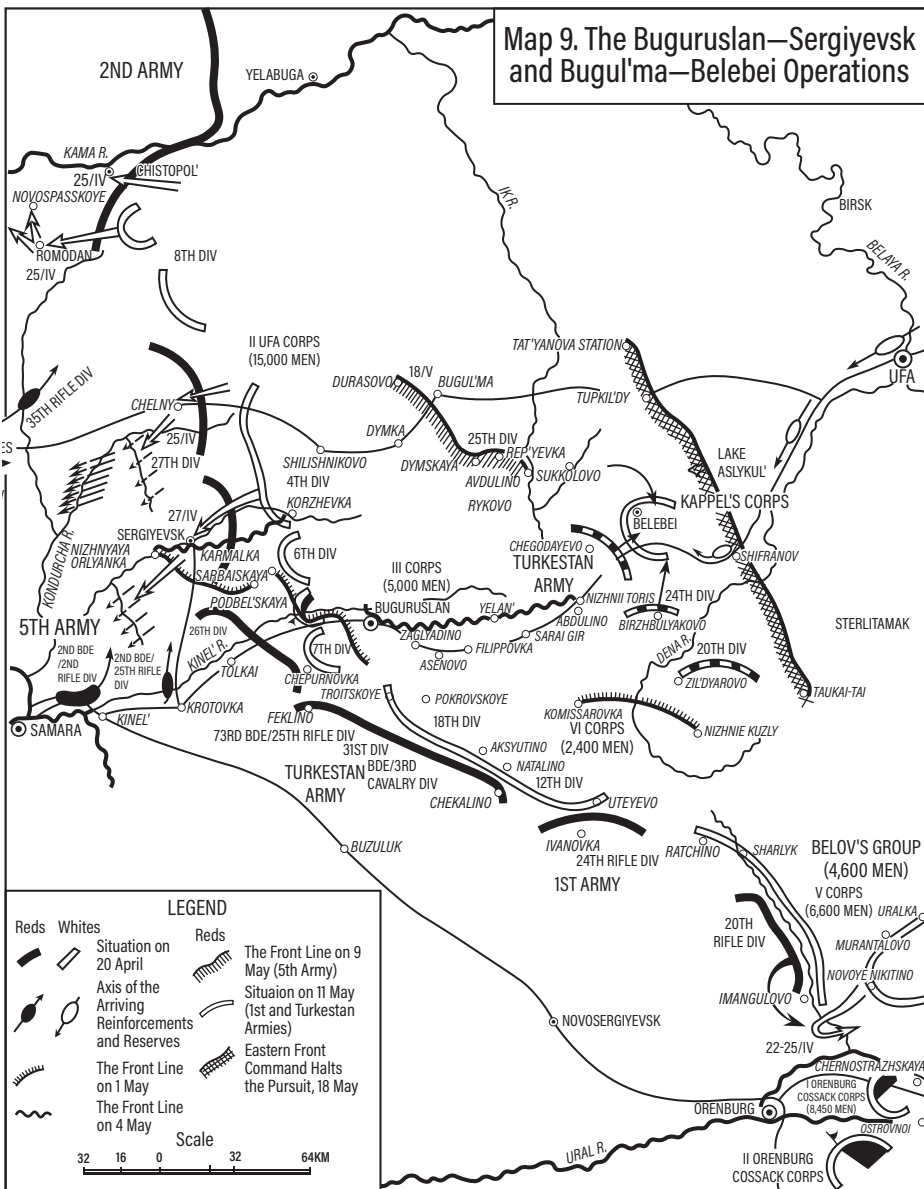 Map 9. The Buguruslan—Sergiyevsk
and Bugul'ma—Belebei Operations
2ND ARMY
YELABUGA
KAMA R.
CHISTOPOL'
25/IV
NOVOSPASSKOYE
ROMODAN
25/IV
8TH DIV
IK R.
BIRSK
BELAYA R.
UFA
II UFA CORPS
(15,000 MEN)
TAT'YANOVA STATION
35TH RIFLE DIV
DURASOVO
18/V
BUGUL'MA
TUPKIL'DY
CHELNY
ES
25/IV
27TH DIV
DYMKA
SHILISHNIKOVO
4TH DIV
25TH DIV
REP'YEVKA
DYMSKAYA
AVDULINO
SUKKOLOVO
RYKOVO
LAKE
ASLYKUL'
KAPPEL'S CORPS
BELEBEI
27/IV
KORZHEVKA
SERGIYEVSK
KONDURCHA R.
NIZHNYAYA
ORLYANKA
KARMALKA
SARBAISKAYA
6TH DIV
CHEGODAYEVO
TURKESTAN
ARMY
SHIFRANOV
III CORPS
(5,000 MEN)
PODBEL'SKAYA
BUGURUSLAN
YELAN'
NIZHNII TORIS
24TH DIV
ABDULINO
BIRZHBULYAKOVO
STERLITAMAK
5TH ARMY
26TH DIV
ZAGLYADINO
SARAI GIR
FILIPPOVKA
ASENOVO
DENA R.
20TH DIV
2ND BDE
/2ND
RIFLE DIV
2ND BDE/
25TH RIFLE
DIV
KINEL' R.
TOLKAI
7TH DIV
CHEPURNOVKA
TROITSKOYE
ZIL'DYAROVO
TAUKAI-TAI
POKROVSKOYE
KOMISSAROVKA
SAMARA
KINEL'
KROTOVKA
FEKLINO
18TH DIV
VI CORPS
(2,400 MEN)
NIZHNIE KUZLY
73RD BDE/25TH RIFLE DIV
31ST DIV
BDE/3RD
CAVALRY DIV
TURKESTAN
ARMY
AKSYUTINO
NATALINO
12TH DIV
CHEKALINO
UTEYEVO
BUZULUK
IVANOVKA
24TH RIFLE DIV
1ST ARMY
RATCHINO
SHARLYK
BELOV'S GROUP
(4,600 MEN)
V CORPS
(6,600 MEN)
URALKA
MURANTALOVO
20TH
RIFLE DIV
NOVOYE NIKITINO
IMANGULOVO
NOVOSERGIYEVSK
22-25/IV
CHERNOSTRAZHSKAYA
I ORENBURG
COSSACK CORPS
(8,450 MEN)
ORENBURG
OSTROVNOI
URAL R.
II ORENBURG
COSSACK CORPS
LEGEND
Reds
Whites
Situation on
20 April
Axis of the
Arriving
Reinforcements
and Reserves
The Front Line
on 1 May
The Front Line
on 4 May
Reds
The Front Line on 9
May (5th Army)
Situaion on 11 May
(1st and Turkestan
Armies)
Eastern Front
Command Halts
the Pursuit, 18 May
Scale
32 16 0 32 64KM